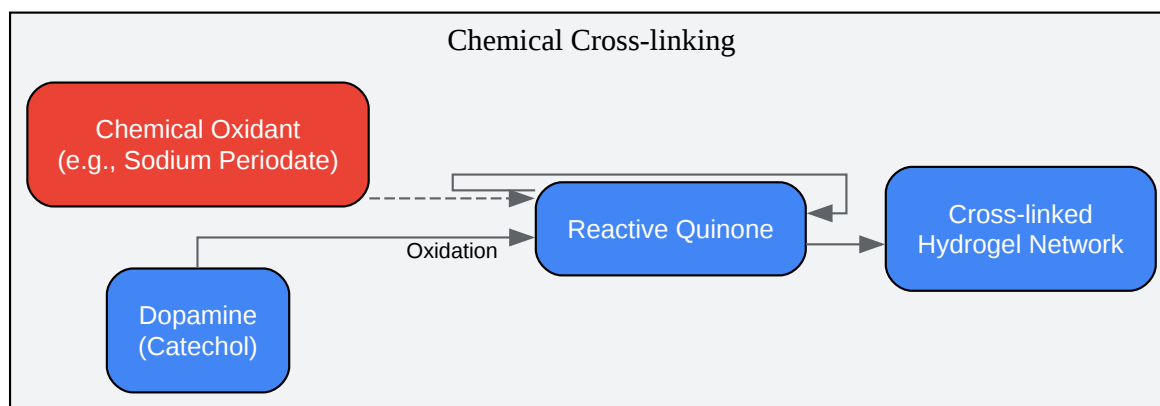 Chemical Cross-linking
Chemical Oxidant
(e.g., Sodium Periodate)
Reactive Quinone
Cross-linked
Hydrogel Network
Oxidation
Dopamine
(Catechol)